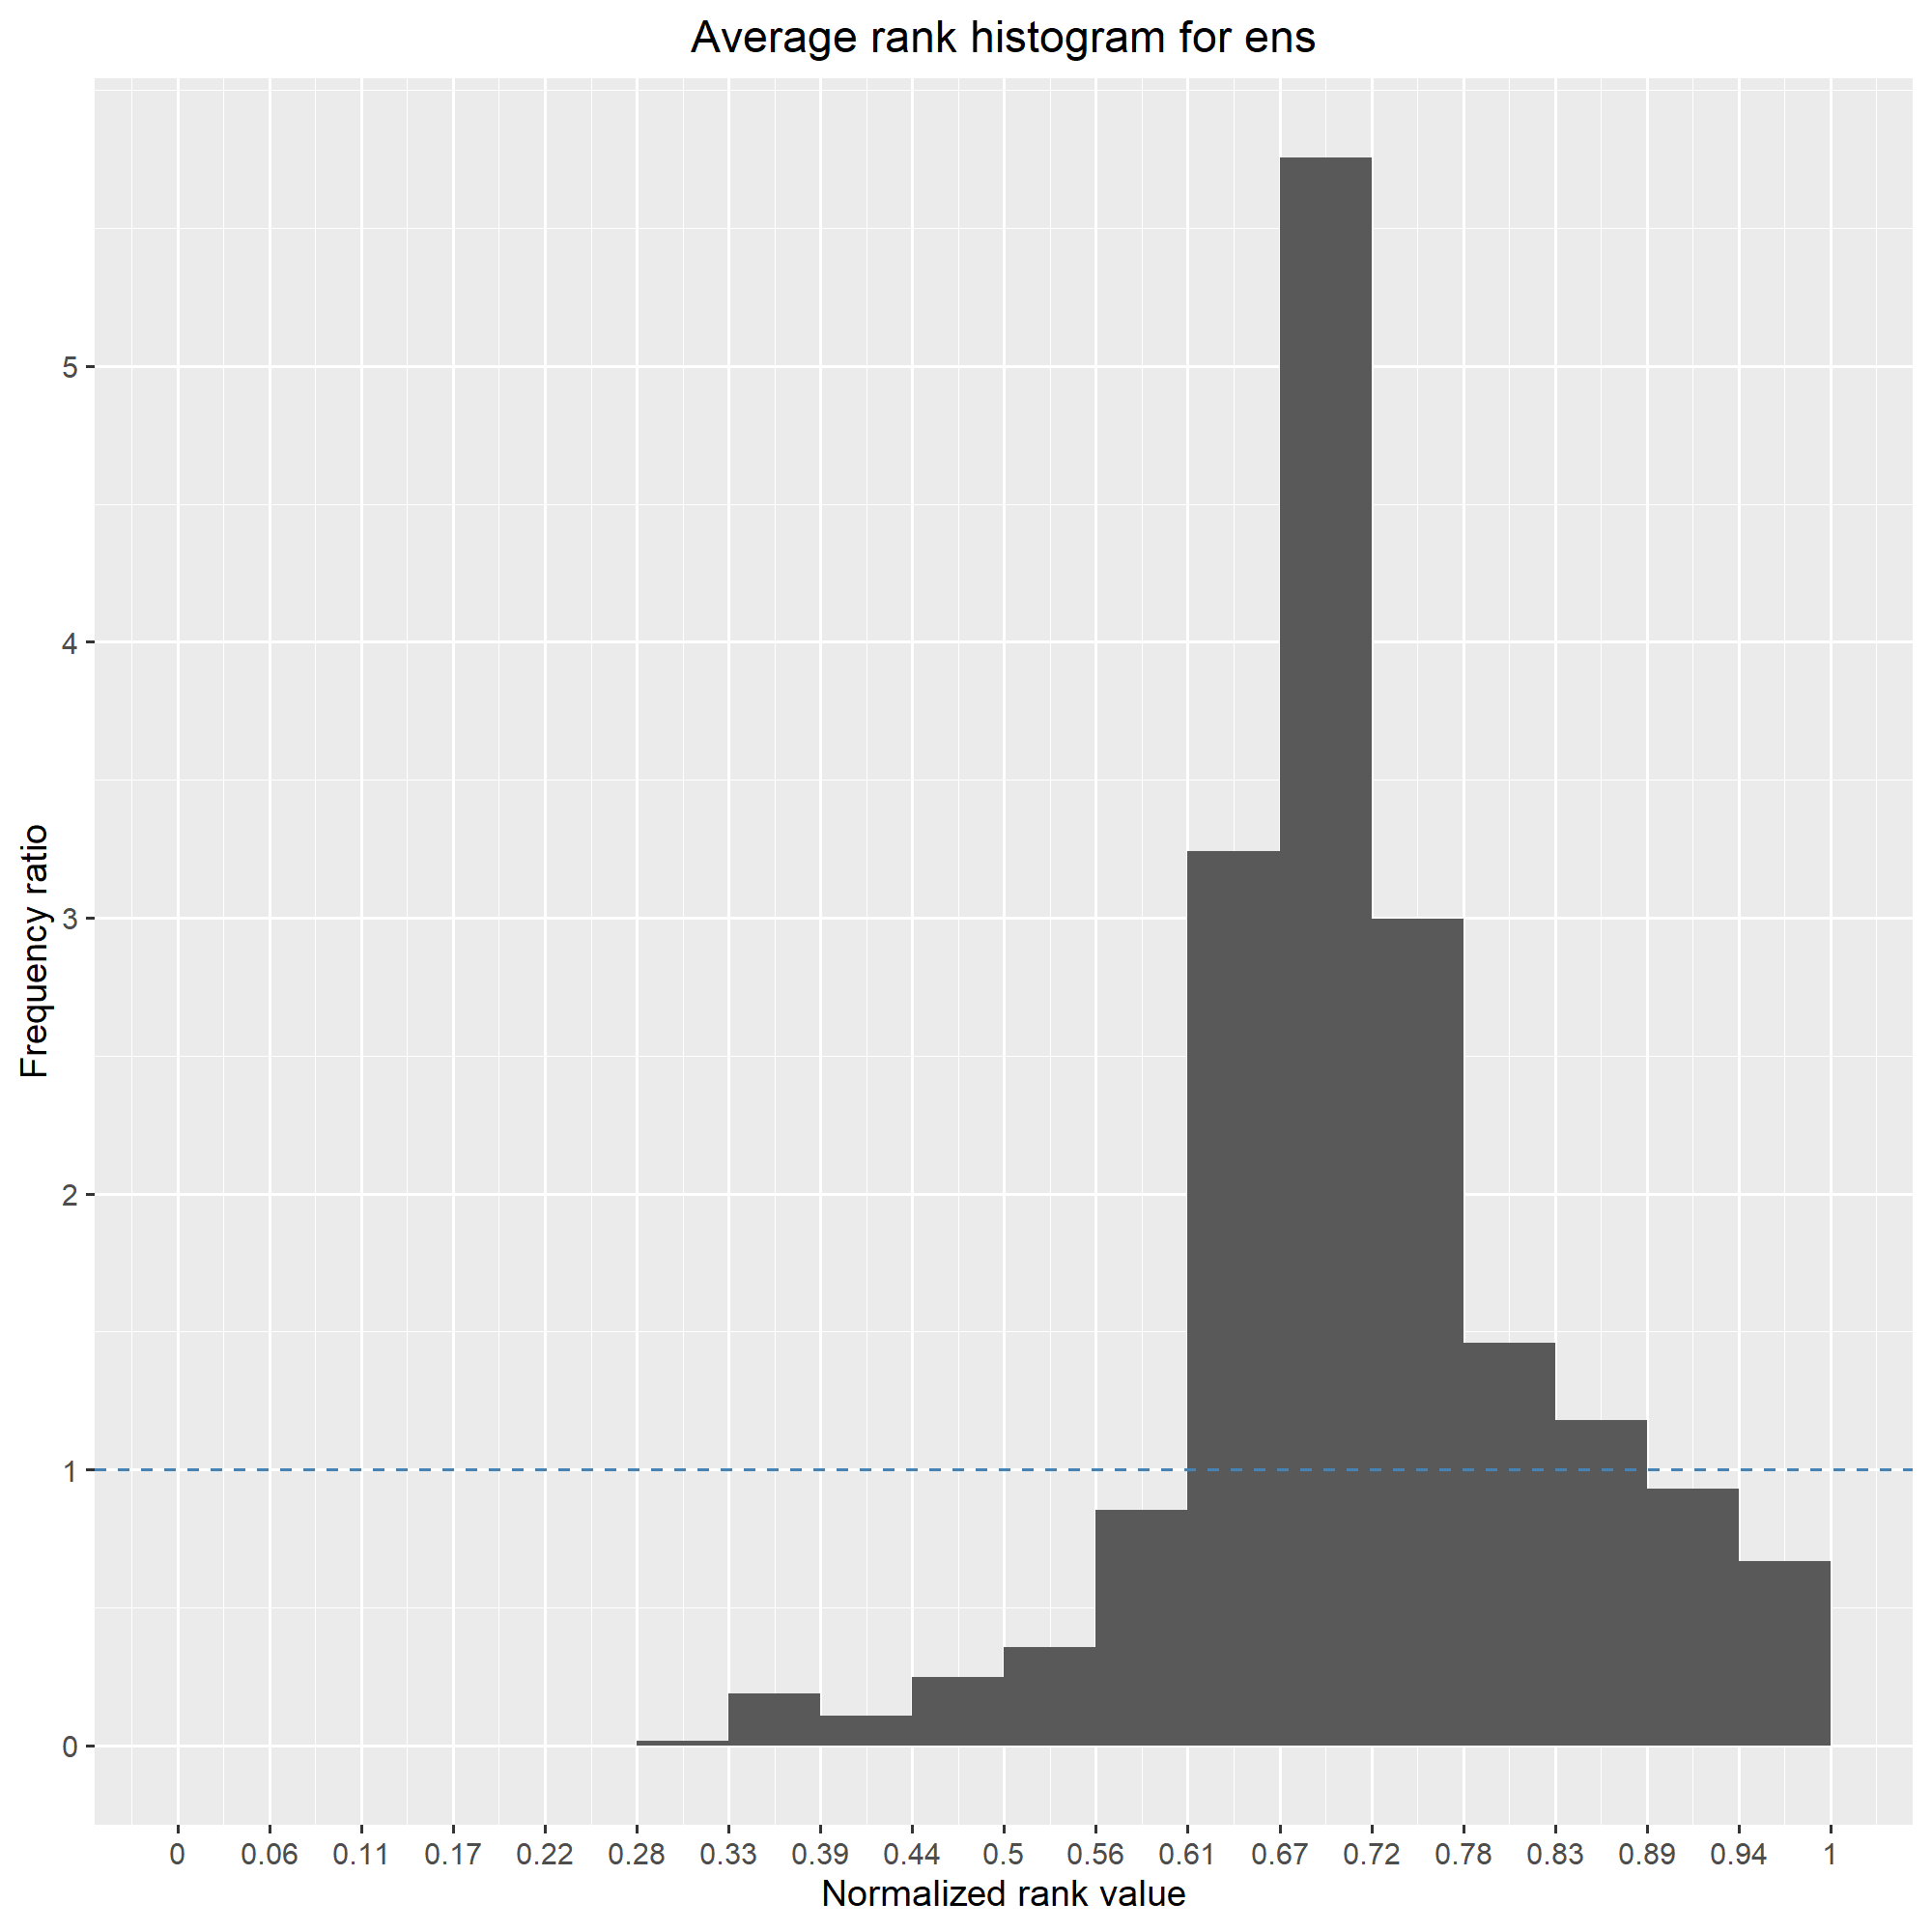 Average rank histogram for ens
Frequency ratio
5
4
3
2
1
0
0 0.06 0.11 0.17 0.22 0.28 0.33 0.39 0.44 0.5 0.56 0.61 0.67 0.72 0.78 0.83 0.89 0.94 1
Normalized rank value